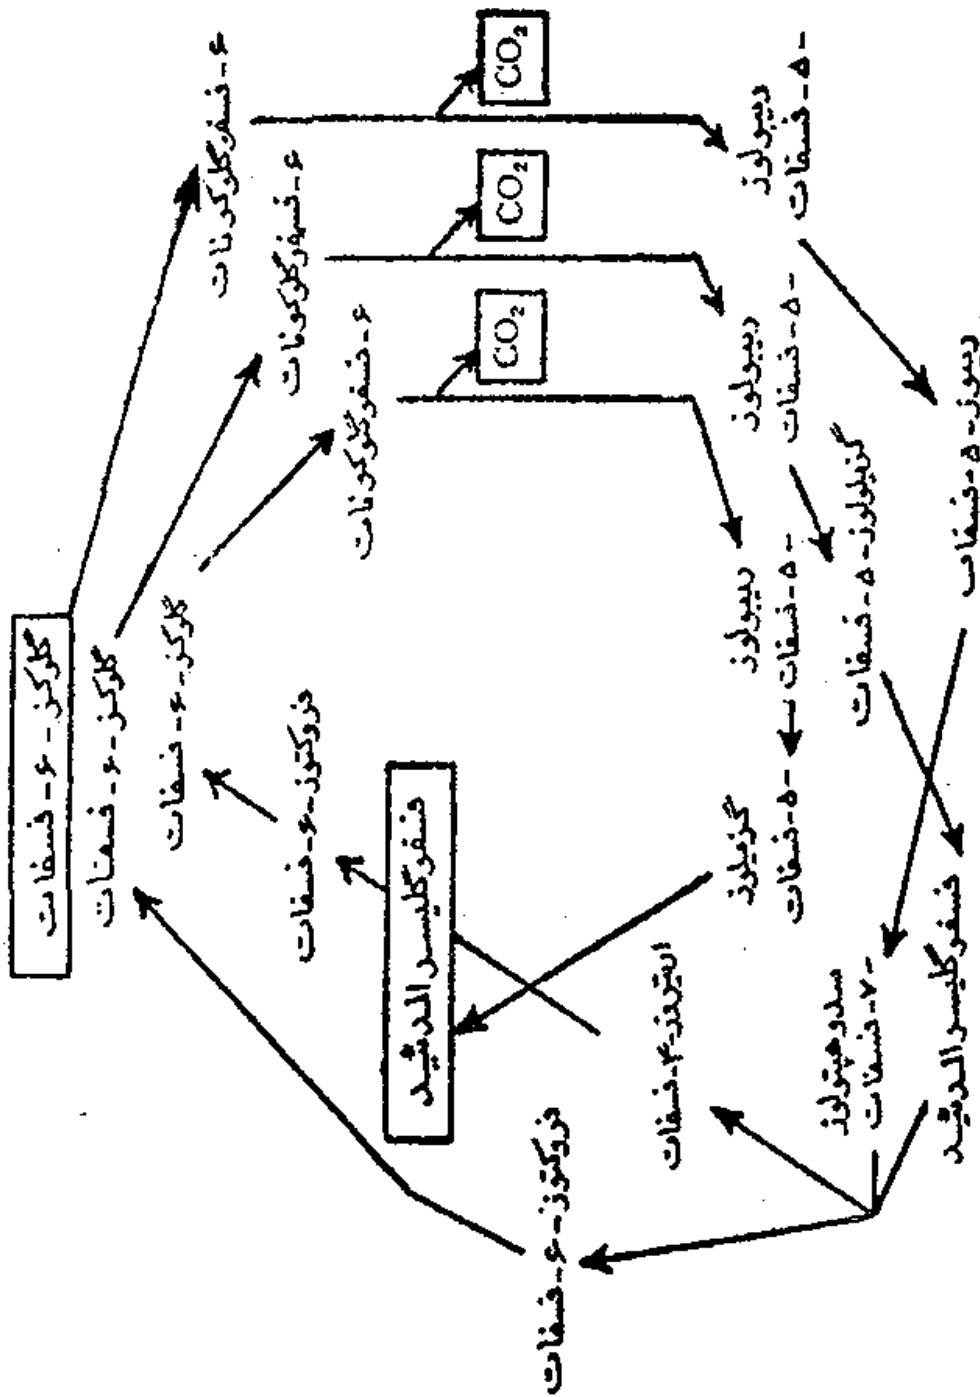 گلوکز-۶-فسفات
گلوکز-۶-فسفات
گلوکز-۶-فسفات
۶-فسفوگلوکونات
۶-فسفوگلوکونات
۶-فسفوگلوکونات
فروکتوز-۶-فسفات
فسفوگلیسرالدئید
CO₂
CO₂
CO₂
فروکتوز-۶-فسفات
اریتروز-۴-فسفات
گزیلوز
-۵-فسفات
ریبولوز
-۵-فسفات
ریبولوز
-۵-فسفات
ریبولوز
-۵-فسفات
سدوهپتولوز
-۷-فسفات
گزیلولوز
-۵-فسفات
فسفوگلیسرالدئید
ریبوز-۵-فسفات